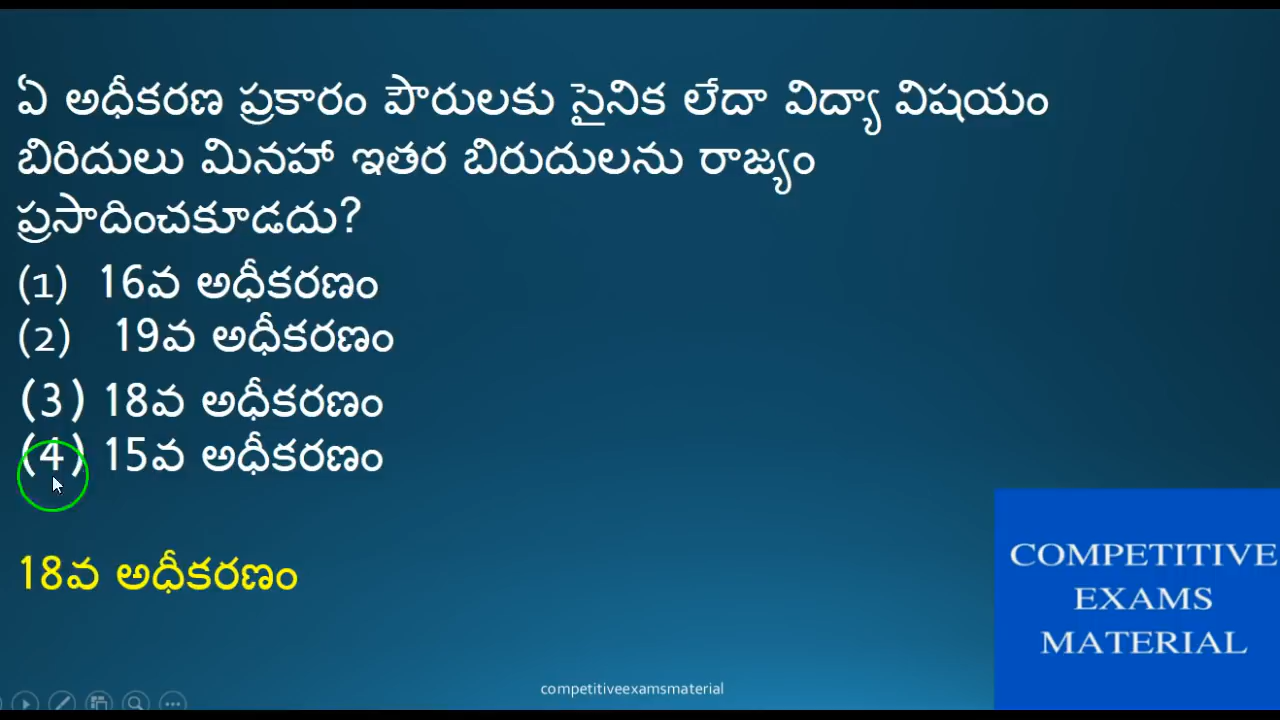 ఏ అధీకరణ ప్రకారం పౌరులకు సైనిక లేదా విద్యా విషయం
బిరిదులు మినహా ఇతర బిరుదులను రాజ్యం
ప్రసాదించకూడదు?
(1) 16వ అధీకరణం
(2) 19వ అధీకరణం
(3) 18వ అధీకరణం
(4) 15వ అధీకరణం
18వ అధీకరణం
COMPETITIVE
EXAMS
MATERIAL
competitiveexamsmaterial